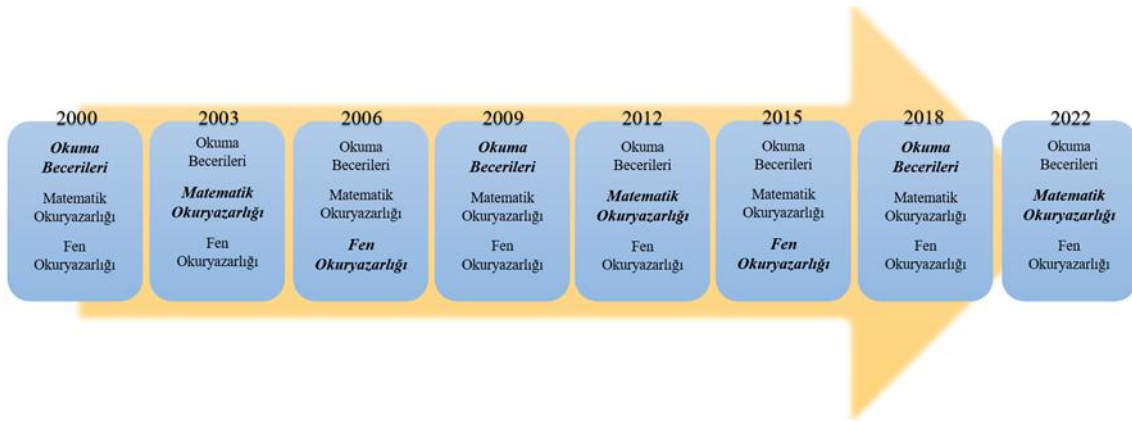 2000
Okuma
Becerileri
Matematik
Okuryazarlığı
Fen
Okuryazarlığı
2003
Okuma
Becerileri
Matematik
Okuryazarlığı
Fen
Okuryazarlığı
2006
Okuma
Becerileri
Matematik
Okuryazarlığı
Fen
Okuryazarlığı
2009
Okuma
Becerileri
Matematik
Okuryazarlığı
Fen
Okuryazarlığı
2012
Okuma
Becerileri
Matematik
Okuryazarlığı
Fen
Okuryazarlığı
2015
Okuma
Becerileri
Matematik
Okuryazarlığı
Fen
Okuryazarlığı
2018
Okuma
Becerileri
Matematik
Okuryazarlığı
Fen
Okuryazarlığı
2022
Okuma
Becerileri
Matematik
Okuryazarlığı
Fen
Okuryazarlığı